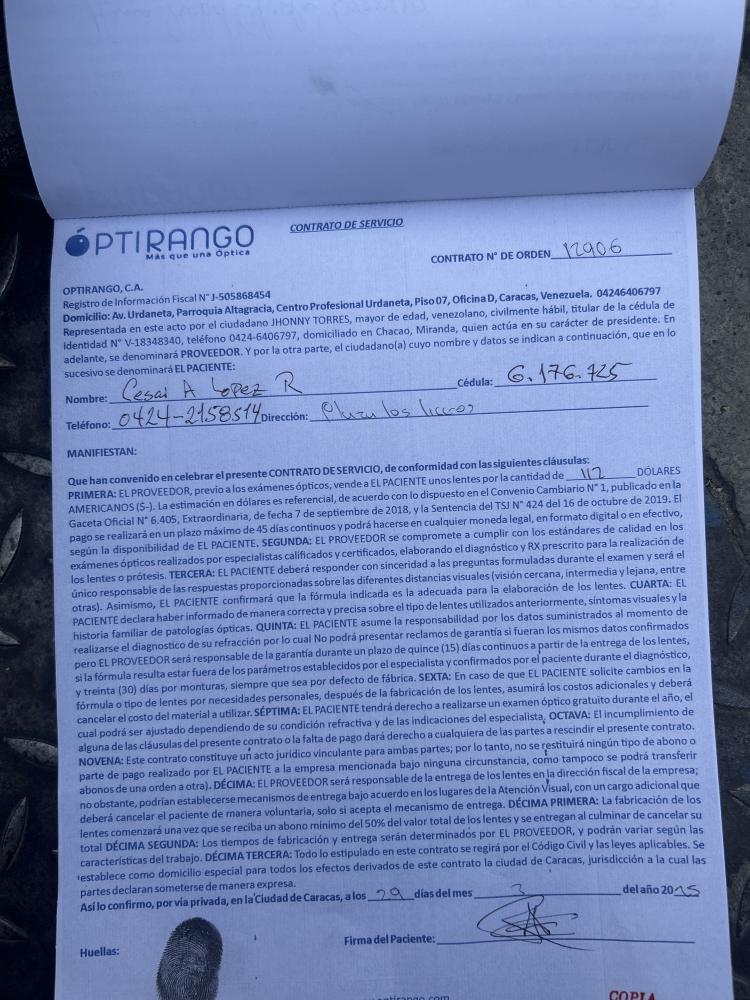 ÓPTIRANGO
Más que una Óptica
CONTRATO DE SERVICIO
CONTRATO N° DE ORDEN 12906
OPTIRANGO, C.A.
Registro de Información Fiscal N° J-505868454
Domicilio: Av. Urdaneta, Parroquia Altagracia, Centro Profesional Urdaneta, Piso 07, Oficina D, Caracas, Venezuela. 04246406797
Representada en este acto por el ciudadano JHONNY TORRES, mayor de edad, venezolano, civilmente hábil, titular de la cédula de
identidad N° V-18348340, teléfono 0424-6406797, domiciliado en Chacao, Miranda, quien actúa en su carácter de presidente. En
adelante, se denominará PROVEEDOR. Y por la otra parte, el ciudadano(a) cuyo nombre y datos se indican a continuación, que en lo
sucesivo se denominará EL PACIENTE:
Nombre: Cesar A Lopez R Cédula: 6.176.725
Teléfono: 0424-2158514 Dirección: los
MANIFIESTAN:
Que han convenido en celebrar el presente CONTRATO DE SERVICIO, de conformidad con las siguientes cláusulas:
PRIMERA: EL PROVEEDOR, previo a los exámenes ópticos, vende a EL PACIENTE unos lentes por la cantidad de 112 DÓLARES
AMERICANOS ($-). La estimación en dólares es referencial, de acuerdo con lo dispuesto en el Convenio Cambiario N° 1, publicado en la
Gaceta Oficial N° 6.405, Extraordinaria, de fecha 7 de septiembre de 2018, y la Sentencia del TSJ N° 424 del 16 de octubre de 2019. El
pago se realizará en un plazo máximo de 45 días continuos y podrá hacerse en cualquier moneda legal, en formato digital o en efectivo,
según la disponibilidad de EL PACIENTE. SEGUNDA: EL PROVEEDOR se compromete a cumplir con los estándares de calidad en los
exámenes ópticos realizados por especialistas calificados y certificados, elaborando el diagnóstico y RX prescrito para la realización de
los lentes o prótesis. TERCERA: EL PACIENTE deberá responder con sinceridad a las preguntas formuladas durante el examen y será el
único responsable de las respuestas proporcionadas sobre las diferentes distancias visuales (visión cercana, intermedia y lejana, entre
otras). Asimismo, EL PACIENTE confirmará que la fórmula indicada es la adecuada para la elaboración de los lentes. CUARTA: EL
PACIENTE declara haber informado de manera correcta y precisa sobre el tipo de lentes utilizados anteriormente, síntomas visuales y la
historia familiar de patologías ópticas. QUINTA: EL PACIENTE asume la responsabilidad por los datos suministrados al momento de
realizarse el diagnostico de su refracción por lo cual No podrá presentar reclamos de garantía si fueran los mismos datos confirmados
pero EL PROVEEDOR será responsable de la garantía durante un plazo de quince (15) días continuos a partir de la entrega de los lentes,
si la fórmula resulta estar fuera de los parámetros establecidos por el especialista y confirmados por el paciente durante el diagnóstico,
y treinta (30) días por monturas, siempre que sea por defecto de fábrica. SEXTA: En caso de que EL PACIENTE solicite cambios en la
fórmula o tipo de lentes por necesidades personales, después de la fabricación de los lentes, asumirá los costos adicionales y deberá
cancelar el costo del material a utilizar. SÉPTIMA: EL PACIENTE tendrá derecho a realizarse un examen óptico gratuito durante el año, el
cual podrá ser ajustado dependiendo de su condición refractiva y de las indicaciones del especialista. OCTAVA: El incumplimiento de
alguna de las cláusulas del presente contrato o la falta de pago dará derecho a cualquiera de las partes a rescindir el presente contrato.
NOVENA: Este contrato constituye un acto jurídico vinculante para ambas partes; por lo tanto, no se restituirá ningún tipo de abono o
parte de pago realizado por EL PACIENTE a la empresa mencionada bajo ninguna circunstancia, como tampoco se podrá transferir
abonos de una orden a otra). DÉCIMA: EL PROVEEDOR será responsable de la entrega de los lentes en la dirección fiscal de la empresa;
no obstante, podrían establecerse mecanismos de entrega bajo acuerdo en los lugares de la Atención Visual, con un cargo adicional que
deberá cancelar el paciente de manera voluntaria, solo si acepta el mecanismo de entrega. DÉCIMA PRIMERA: La fabricación de los
lentes comenzará una vez que se reciba un abono mínimo del 50% del valor total de los lentes y se entregan al culminar de cancelar su
total DÉCIMA SEGUNDA: Los tiempos de fabricación y entrega serán determinados por EL PROVEEDOR, y podrán variar según las
características del trabajo. DÉCIMA TERCERA: Todo lo estipulado en este contrato se regirá por el Código Civil y las leyes aplicables. Se
establece como domicilio especial para todos los efectos derivados de este contrato la ciudad de Caracas, jurisdicción a la cual las
partes declaran someterse de manera expresa.
Así lo confirmo, por vía privada, en la Ciudad de Caracas, a los 29 días del mes 3 del año 2025
Huellas: Firma del Paciente:
COPIA